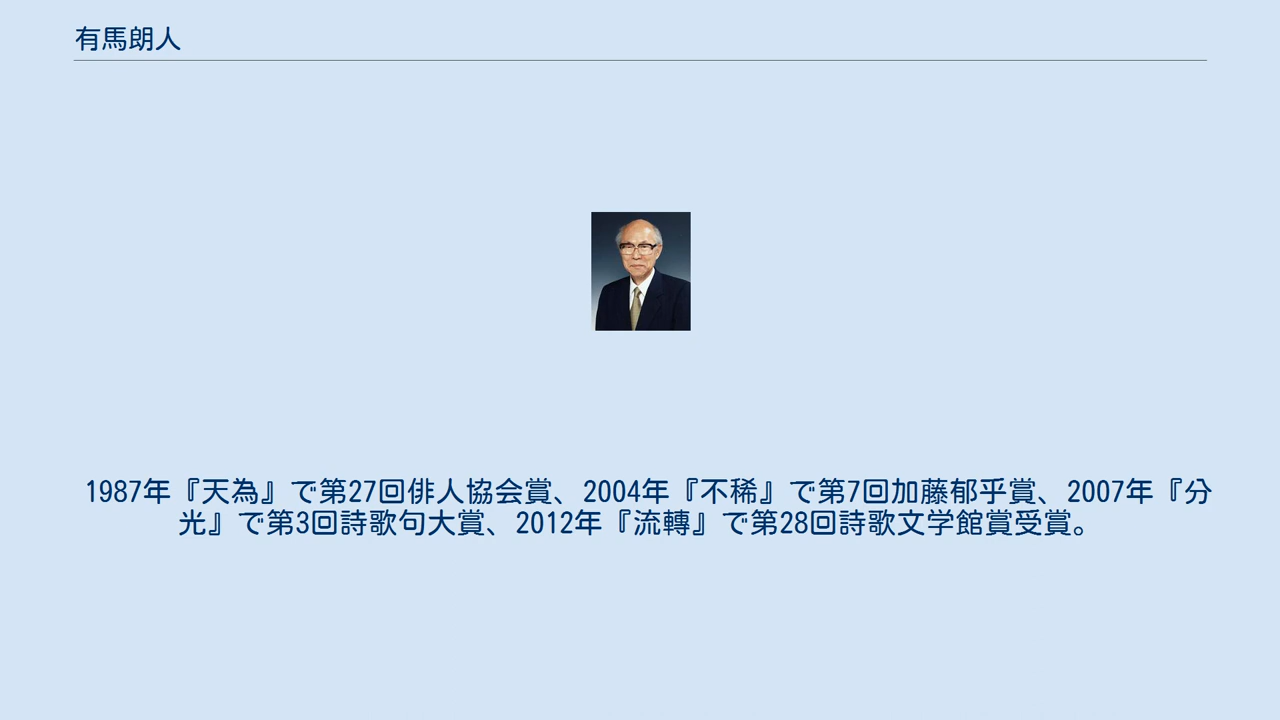 有馬朗人
1987年『天為』で第27回俳人協会賞、2004年『不稀』で第7回加藤郁乎賞、2007年『分
光』で第3回詩歌句大賞、2012年『流轉』で第28回詩歌文学館賞受賞。